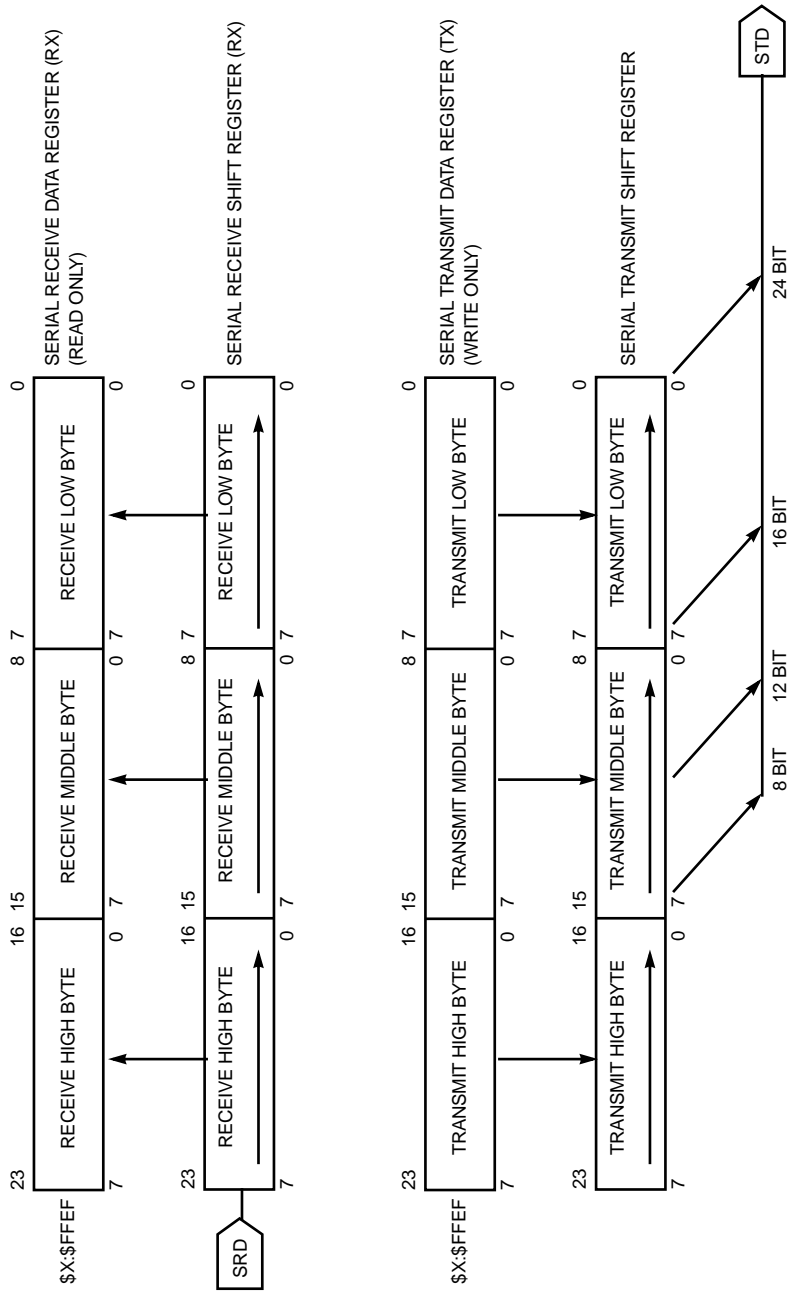 23 16 15 8 7 0
$X:$FFEF RECEIVE HIGH BYTE RECEIVE MIDDLE BYTE RECEIVE LOW BYTE SERIAL RECEIVE DATA REGISTER (RX)
(READ ONLY)
7 0 7 0 7 0
23 16 15 8 7 0
SRD RECEIVE HIGH BYTE RECEIVE MIDDLE BYTE RECEIVE LOW BYTE SERIAL RECEIVE SHIFT REGISTER (RX)
7 0 7 0 7 0
23 16 15 8 7 0
$X:$FFEF TRANSMIT HIGH BYTE TRANSMIT MIDDLE BYTE TRANSMIT LOW BYTE SERIAL TRANSMIT DATA REGISTER (TX)
(WRITE ONLY)
7 0 7 0 7 0
23 16 15 8 7 0
TRANSMIT HIGH BYTE TRANSMIT MIDDLE BYTE TRANSMIT LOW BYTE SERIAL TRANSMIT SHIFT REGISTER
7 0 7 0 7 0
STD
8 BIT 12 BIT 16 BIT 24 BIT